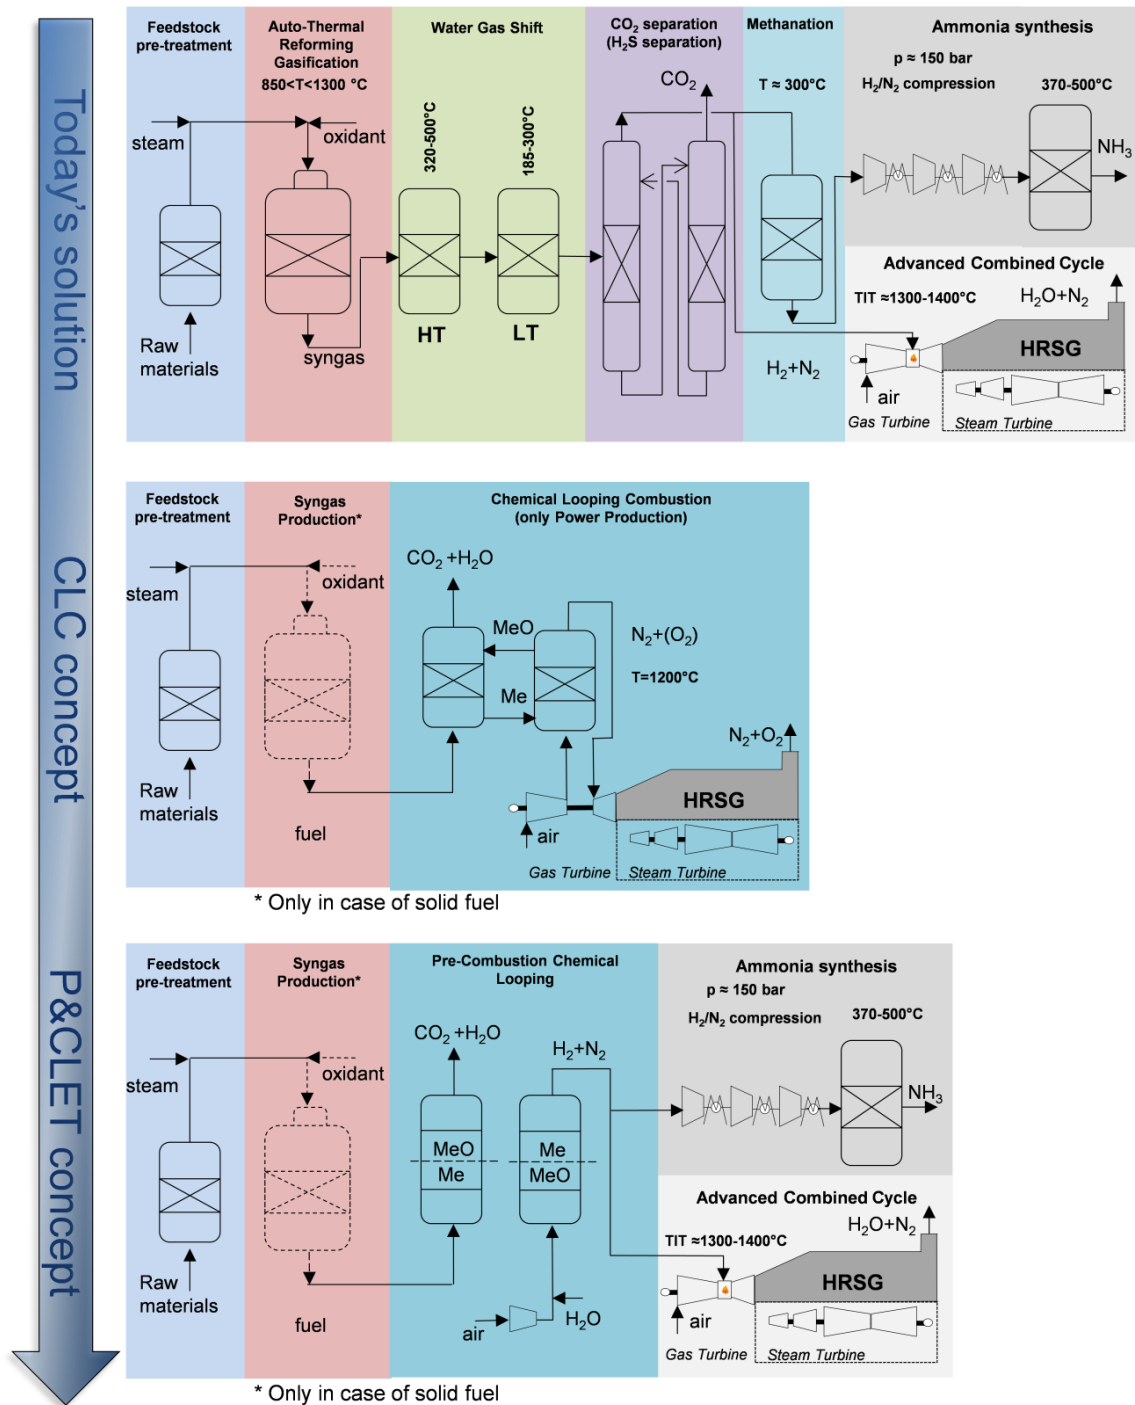 Today's solution
Feedstock
pre-treatment
Auto-Thermal
Reforming
Gasification
850<T<1300 °C
Water Gas Shift
CO2 separation
(H2S separation)
Methanation
T ≈ 300°C
Ammonia synthesis
p ≈ 150 bar
H2/N2 compression
370-500°C
steam
oxidant
320-500°C
185-300°C
CO2
NH3
V
V
V
HT
LT
Raw
materials
syngas
H2+N2
Advanced Combined Cycle
TIT ≈1300-1400°C
H2O+N2
HRSG
air
Gas Turbine
Steam Turbine
CLC concept
Feedstock
pre-treatment
Syngas
Production*
Chemical Looping Combustion
(only Power Production)
steam
oxidant
CO2 +H2O
MeO
Me
N2+(O2)
T=1200°C
N2+O2
Raw
materials
fuel
HRSG
air
Gas Turbine
Steam Turbine
* Only in case of solid fuel
P&CLET concept
Feedstock
pre-treatment
Syngas
Production*
Pre-Combustion Chemical
Looping
Ammonia synthesis
p ≈ 150 bar
H2/N2 compression
370-500°C
steam
oxidant
CO2 +H2O
H2+N2
V
V
V
NH3
MeO
Me
Me
MeO
Advanced Combined Cycle
TIT ≈1300-1400°C
H2O+N2
HRSG
Raw
materials
fuel
air
H2O
air
Gas Turbine
Steam Turbine
* Only in case of solid fuel